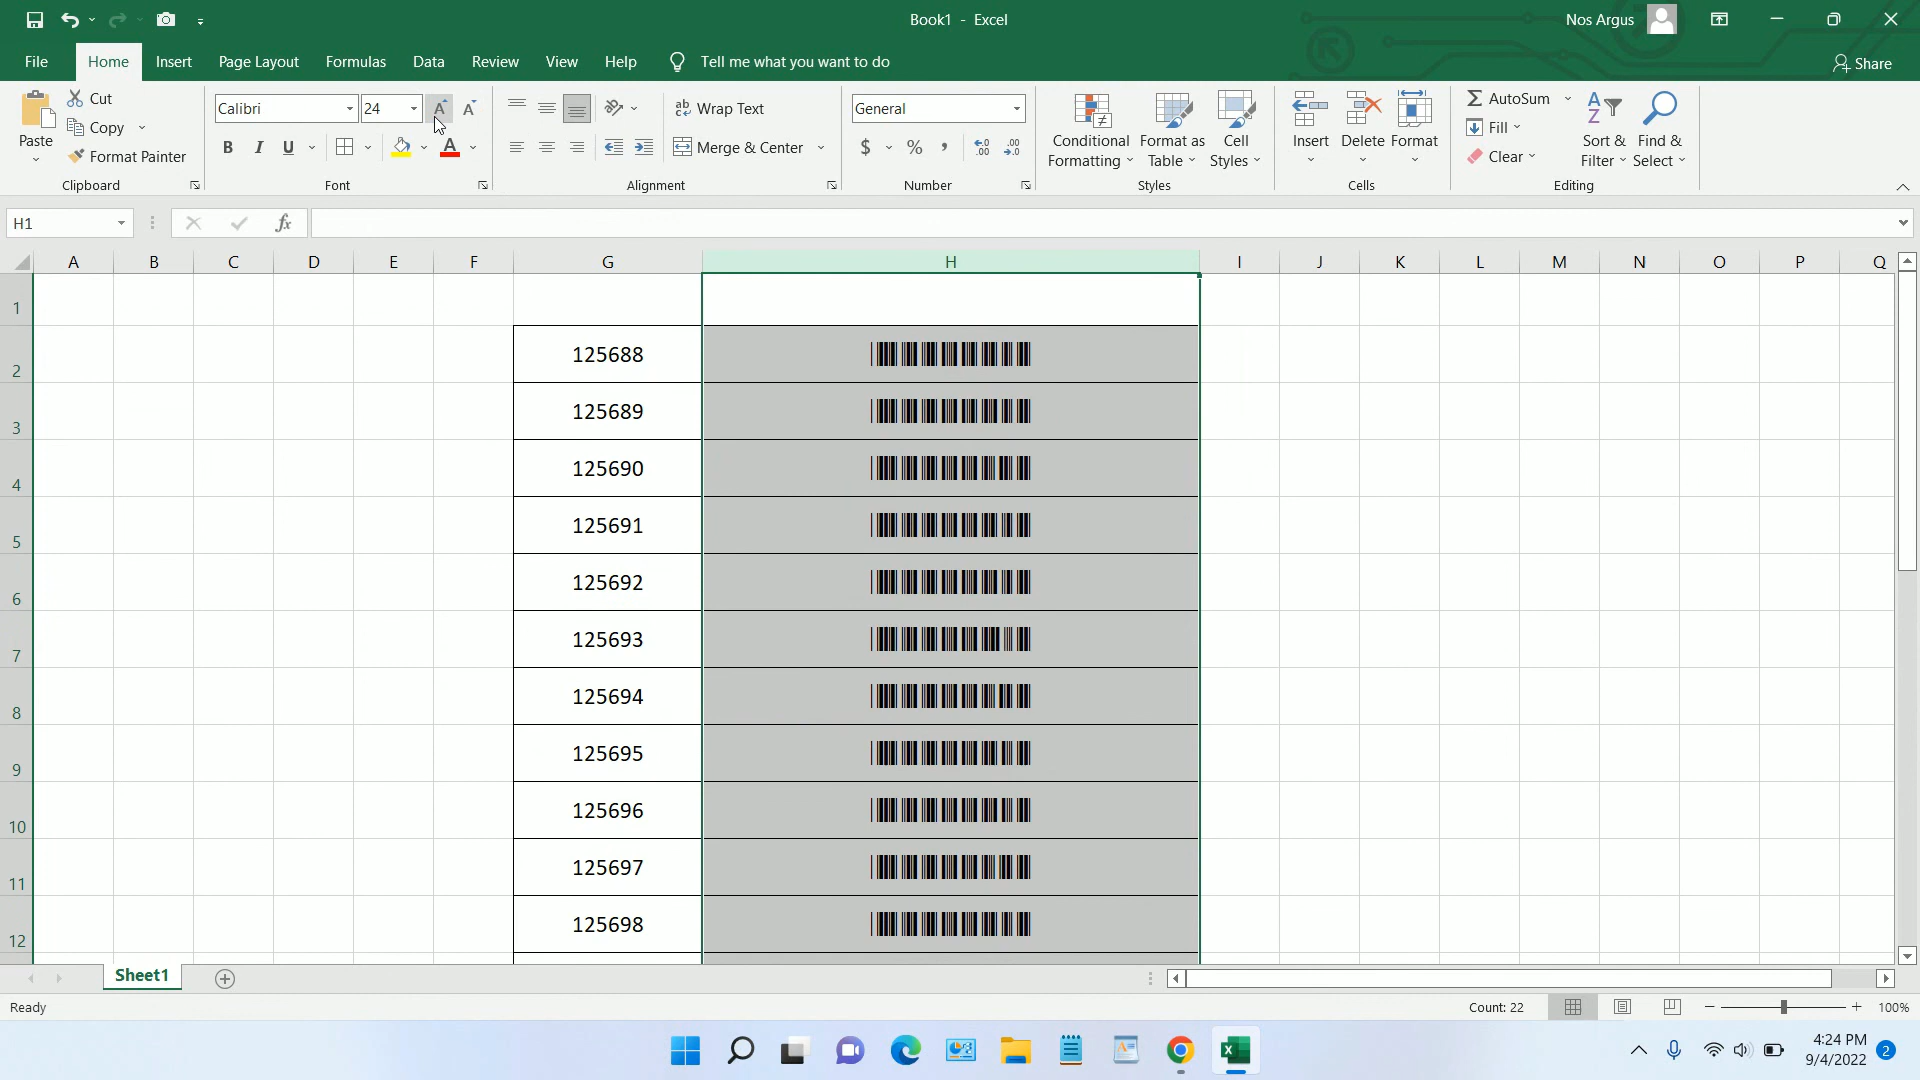 Book1 - Excel
Nos Argus
File Home Insert Page Layout Formulas Data Review View Help Tell me what you want to do
Share
Paste
Cut
Copy
Format Painter
Clipboard
Calibri 24
B I U
Font
Wrap Text
Merge & Center
Alignment
General
$ % ,
Number
Conditional Formatting
Format as Table
Cell Styles
Styles
Insert Delete Format
Cells
AutoSum
Fill
Clear
Sort & Filter
Find & Select
Editing
H1
fx
A B C D E F G H I J K L M N O P Q
1
2 125688
3 125689
4 125690
5 125691
6 125692
7 125693
8 125694
9 125695
10 125696
11 125697
12 125698
Sheet1
Ready
Count: 22
100%
4:24 PM
9/4/2022
2